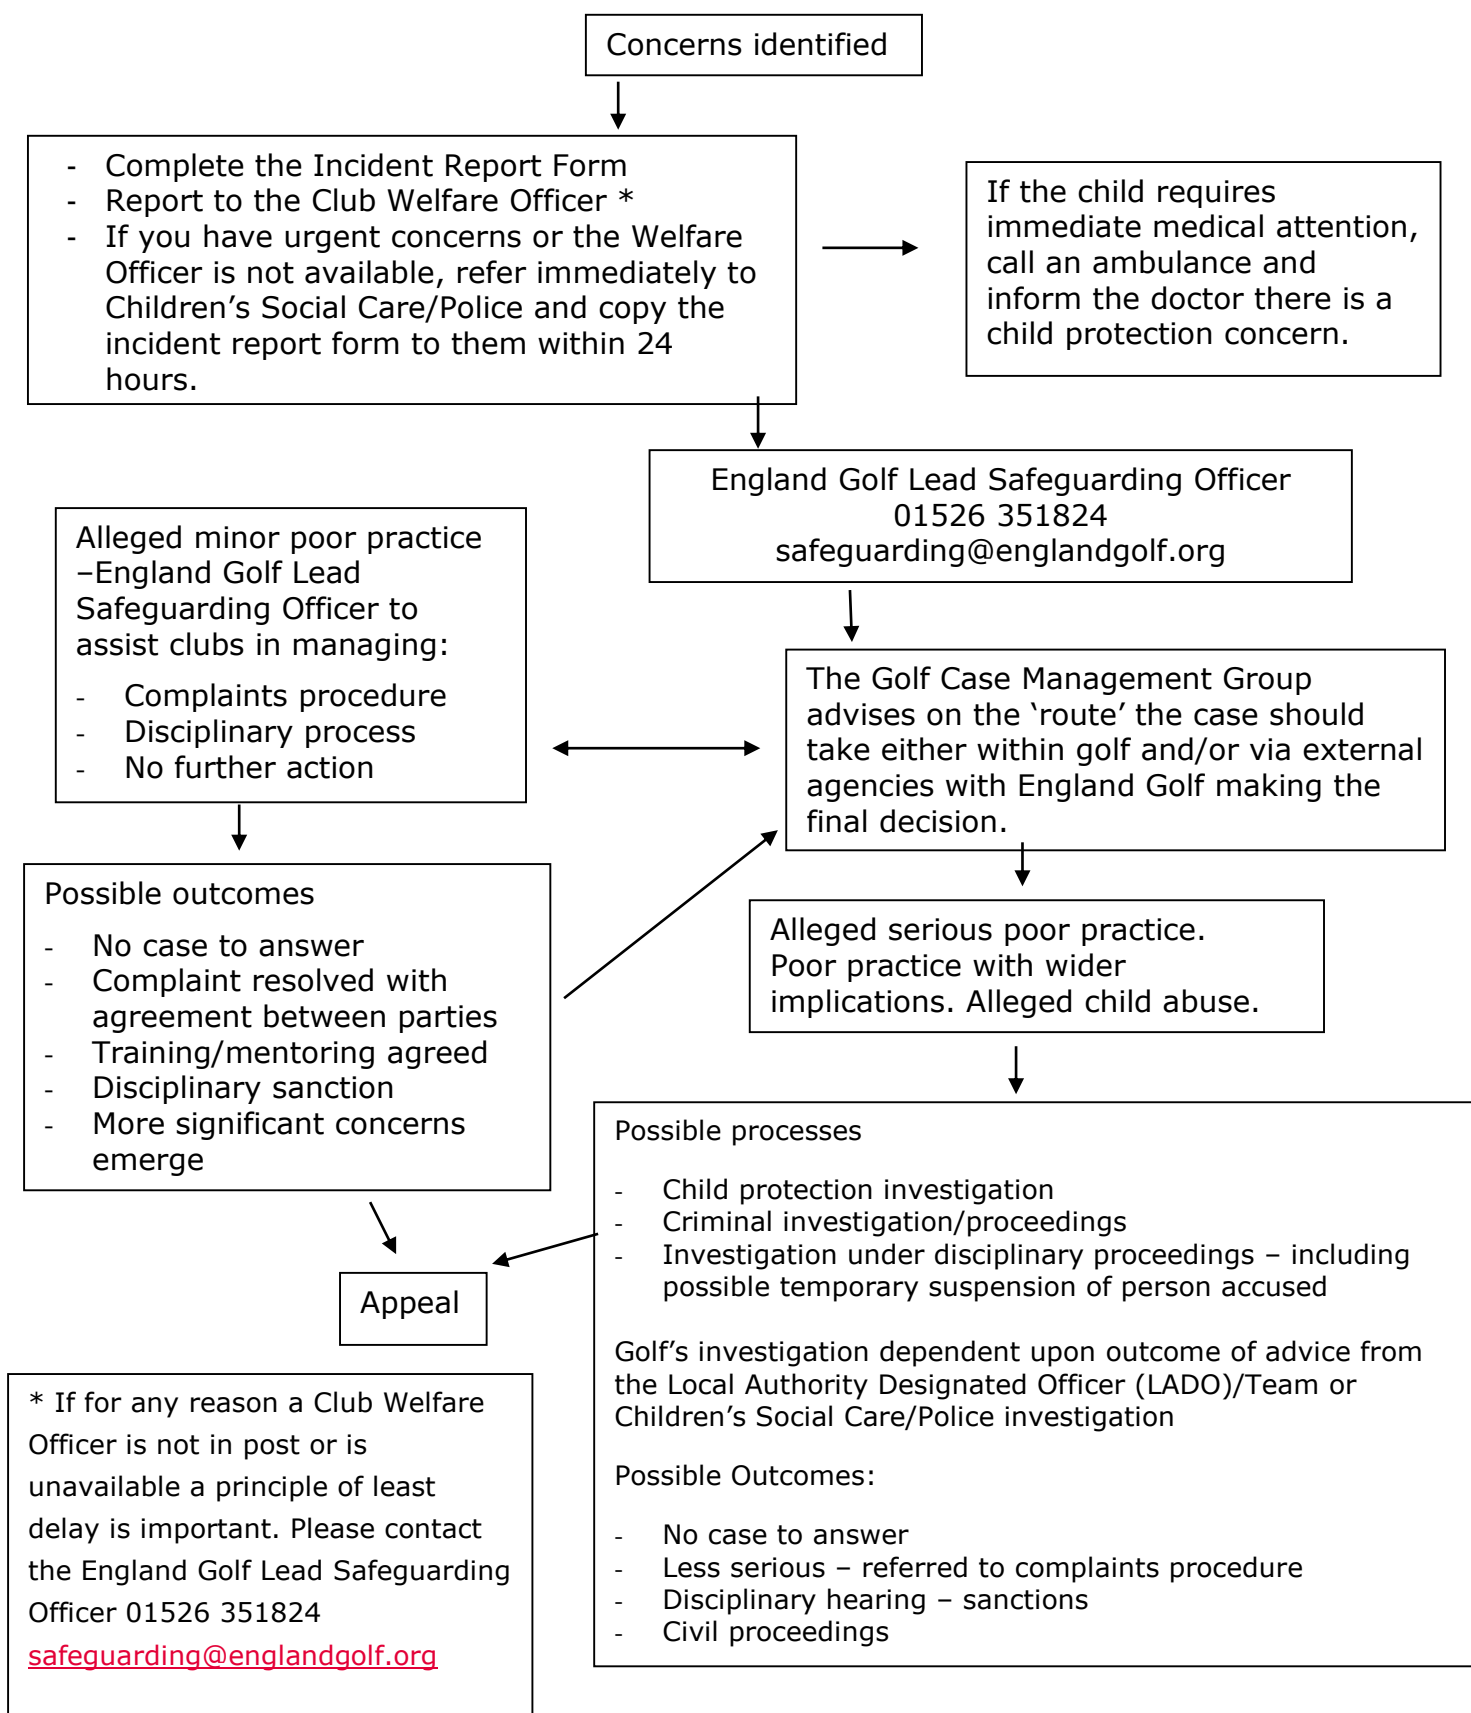 Concerns identified
- Complete the Incident Report Form
- Report to the Club Welfare Officer *
- If you have urgent concerns or the Welfare
Officer is not available, refer immediately to
Children’s Social Care/Police and copy the
incident report form to them within 24
hours.
If the child requires
immediate medical attention,
call an ambulance and
inform the doctor there is a
child protection concern.
England Golf Lead Safeguarding Officer
01526 351824
safeguarding@englandgolf.org
Alleged minor poor practice
–England Golf Lead
Safeguarding Officer to
assist clubs in managing:
- Complaints procedure
- Disciplinary process
- No further action
The Golf Case Management Group
advises on the ‘route’ the case should
take either within golf and/or via external
agencies with England Golf making the
final decision.
Possible outcomes
- No case to answer
- Complaint resolved with
agreement between parties
- Training/mentoring agreed
- Disciplinary sanction
- More significant concerns
emerge
Alleged serious poor practice.
Poor practice with wider
implications. Alleged child abuse.
Possible processes
- Child protection investigation
- Criminal investigation/proceedings
- Investigation under disciplinary proceedings – including
possible temporary suspension of person accused
Golf’s investigation dependent upon outcome of advice from
the Local Authority Designated Officer (LADO)/Team or
Children’s Social Care/Police investigation
Possible Outcomes:
- No case to answer
- Less serious – referred to complaints procedure
- Disciplinary hearing – sanctions
- Civil proceedings
Appeal
* If for any reason a Club Welfare
Officer is not in post or is
unavailable a principle of least
delay is important. Please contact
the England Golf Lead Safeguarding
Officer 01526 351824
safeguarding@englandgolf.org